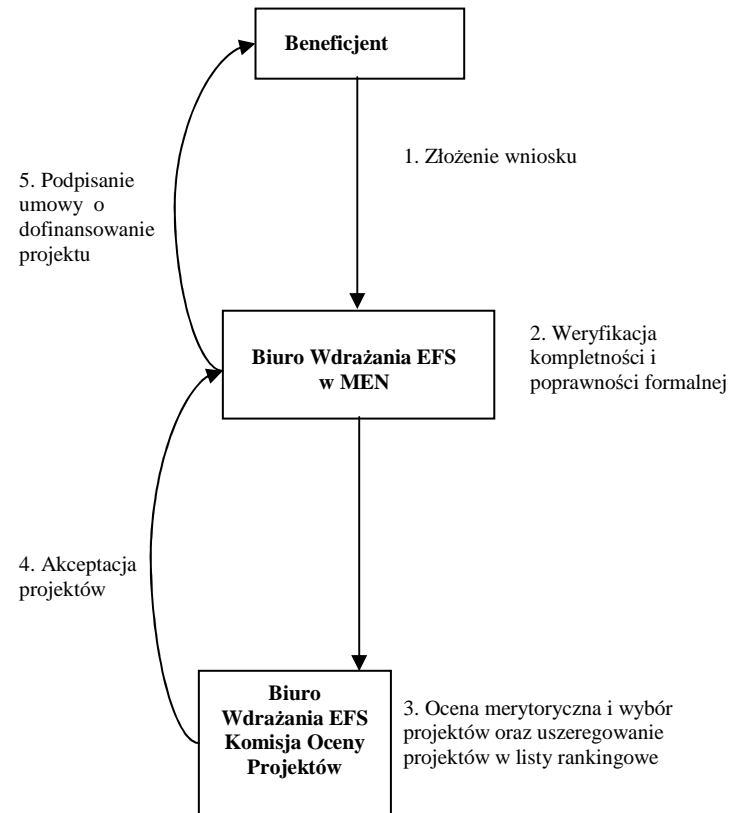 Beneficjent
1. Złożenie wniosku
5. Podpisanie
umowy o
dofinansowanie
projektu
Biuro Wdrażania EFS
w MEN
2. Weryfikacja
kompletności i
poprawności formalnej
4. Akceptacja
projektów
Biuro
Wdrażania EFS
Komisja Oceny
Projektów
3. Ocena merytoryczna i wybór
projektów oraz uszeregowanie
projektów w listy rankingowe